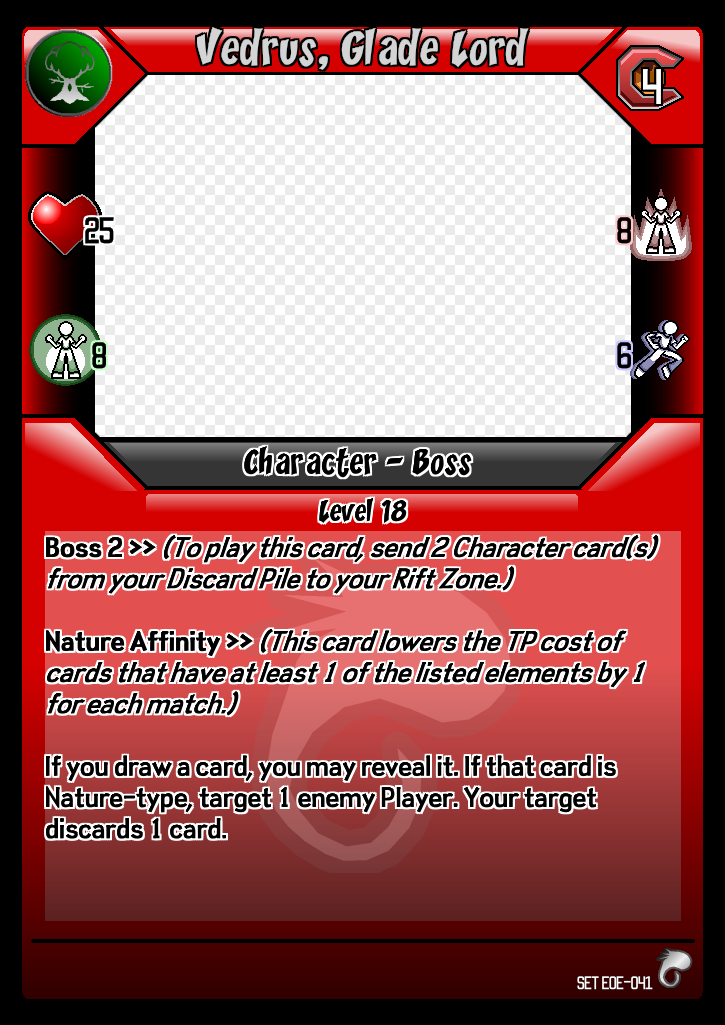 Vedrus, Glade Lord
4
25
8
8
6
Character - Boss
Level 18
Boss 2 >> (To play this card, send 2 Character card(s)
from your Discard Pile to your Rift Zone.)
Nature Affinity >> (This card lowers the TP cost of
cards that have at least 1 of the listed elements by 1
for each match.)
If you draw a card, you may reveal it. If that card is
Nature-type, target 1 enemy Player. Your target
discards 1 card.
SET EOE-041